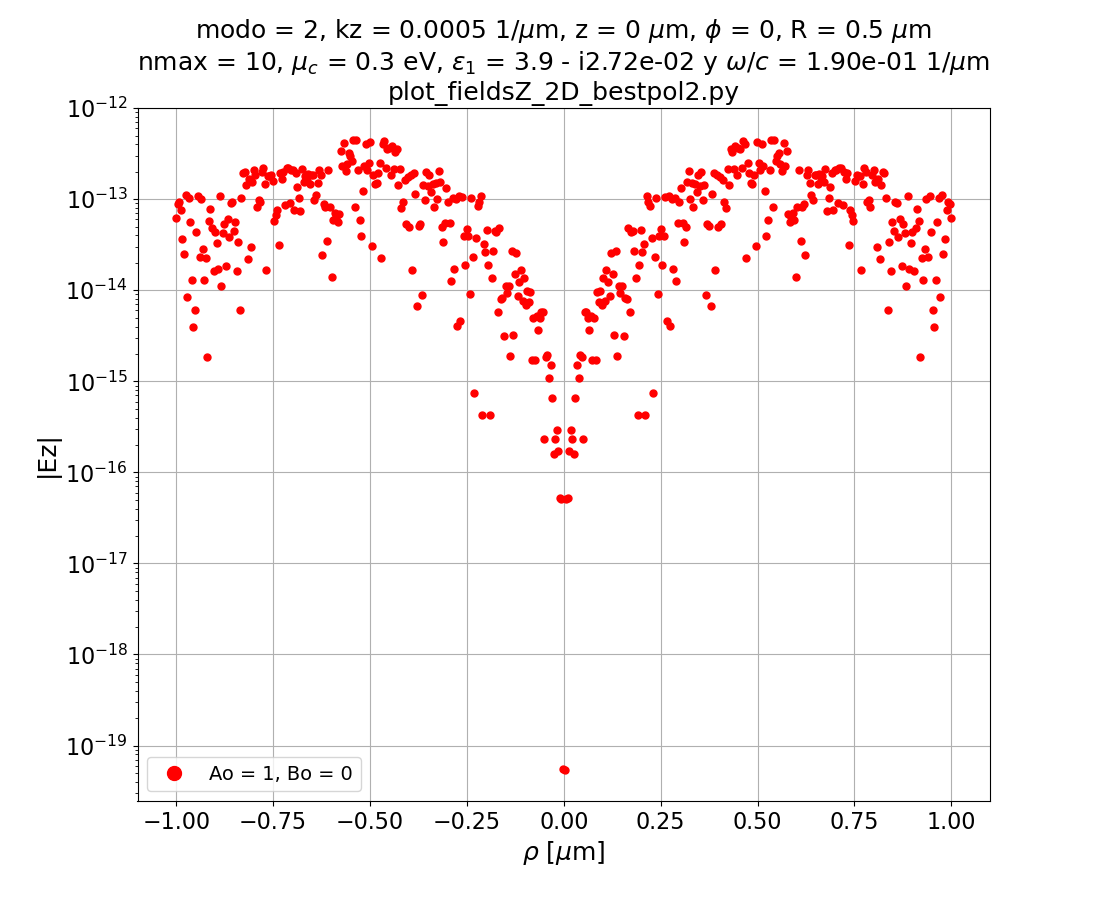 modo = 2, kz = 0.0005 1/μm, z = 0 μm, ϕ = 0, R = 0.5 μm
nmax = 10, μ_c = 0.3 eV, ε₁ = 3.9 - i2.72e-02 y ω/c = 1.90e-01 1/μm
plot_fieldsZ_2D_bestpol2.py
10⁻¹²
10⁻¹³
10⁻¹⁴
10⁻¹⁵
10⁻¹⁶
10⁻¹⁷
10⁻¹⁸
10⁻¹⁹
|Ez|
Ao = 1, Bo = 0
−1.00 −0.75 −0.50 −0.25 0.00 0.25 0.50 0.75 1.00
ρ [μm]